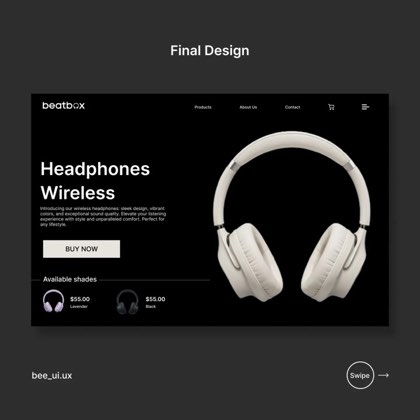 Final Design
beatbox
Products
About Us
Contact
Headphones
Wireless
Introducing our wireless headphones: sleek design, vibrant
colors, and exceptional sound quality. Elevate your listening
experience with style and unparalleled comfort. Perfect for
any lifestyle.
BUY NOW
Available shades
$55.00
Lavender
$55.00
Black
bee_ui.ux
Swipe